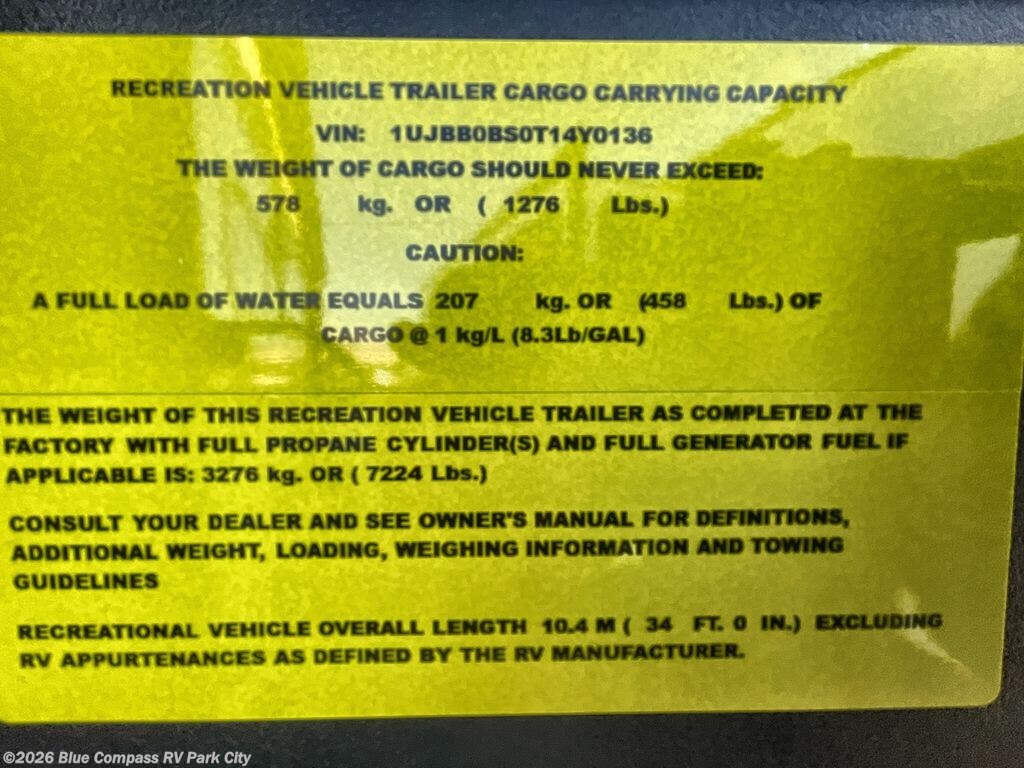 RECREATION VEHICLE TRAILER CARGO CARRYING CAPACITY
VIN: 1UJBB0BS0T14Y0136
THE WEIGHT OF CARGO SHOULD NEVER EXCEED:
578 kg. OR ( 1276 Lbs.)
CAUTION:
A FULL LOAD OF WATER EQUALS 207 kg. OR (458 Lbs.) OF
CARGO @ 1 kg/L (8.3Lb/GAL)
THE WEIGHT OF THIS RECREATION VEHICLE TRAILER AS COMPLETED AT THE
FACTORY WITH FULL PROPANE CYLINDER(S) AND FULL GENERATOR FUEL IF
APPLICABLE IS: 3276 kg. OR ( 7224 Lbs.)
CONSULT YOUR DEALER AND SEE OWNER'S MANUAL FOR DEFINITIONS,
ADDITIONAL WEIGHT, LOADING, WEIGHING INFORMATION AND TOWING
GUIDELINES
RECREATIONAL VEHICLE OVERALL LENGTH 10.4 M ( 34 FT. 0 IN.) EXCLUDING
RV APPURTENANCES AS DEFINED BY THE RV MANUFACTURER.
©2026 Blue Compass RV Park City